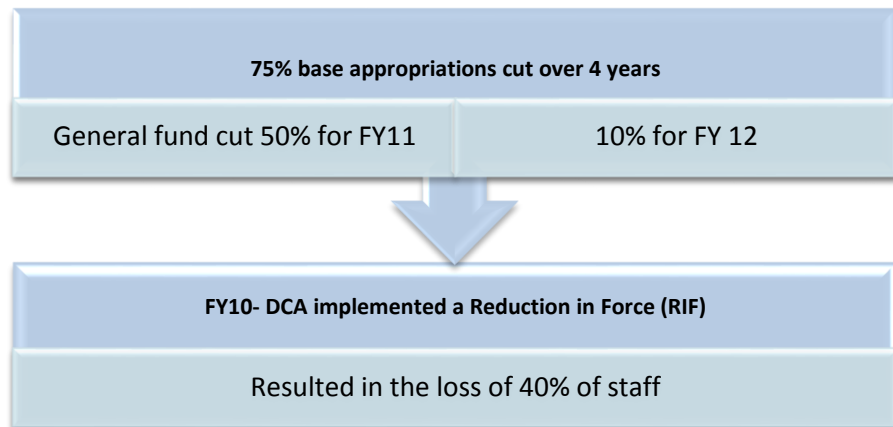 75% base appropriations cut over 4 years
General fund cut 50% for FY11
10% for FY 12
FY10- DCA implemented a Reduction in Force (RIF)
Resulted in the loss of 40% of staff